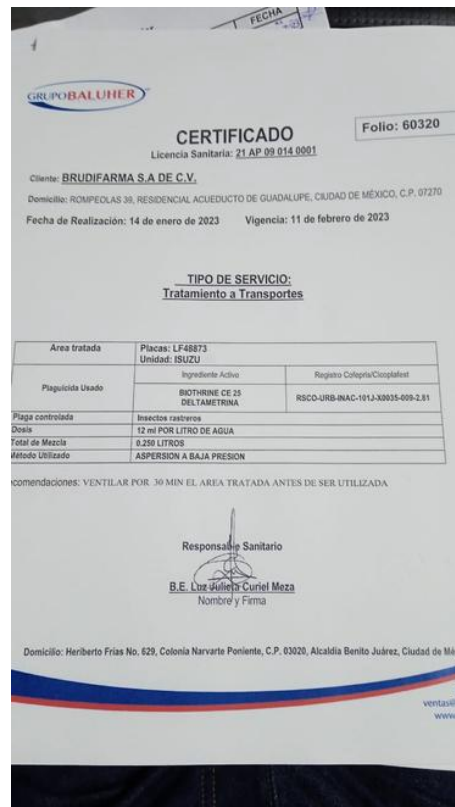 FECHA
GRUPOBALUHER
CERTIFICADO
Folio: 60320
Licencia Sanitaria: 21 AP 09 014 0001
Cliente: BRUDIFARMA S.A DE C.V.
Domicilio: ROMPEOLAS 39, RESIDENCIAL ACUEDUCTO DE GUADALUPE, CIUDAD DE MÉXICO, C.P. 07270
Fecha de Realización: 14 de enero de 2023 Vigencia: 11 de febrero de 2023
TIPO DE SERVICIO:
Tratamiento a Transportes
Area tratada
Placas: LF48873
Unidad: ISUZU
Plaguicida Usado
Ingrediente Activo
Registro Cofepris/Cicoplafest
BIOTHRINE CE 25
DELTAMETRINA
RSCO-URB-INAC-101J-X0035-009-2.81
Plaga controlada
Insectos rastreros
Dosis
12 ml POR LITRO DE AGUA
Total de Mezcla
0.250 LITROS
Método Utilizado
ASPERSION A BAJA PRESION
comendaciones: VENTILAR POR 30 MIN EL AREA TRATADA ANTES DE SER UTILIZADA
Responsable Sanitario
B.E. Luz Julieta Curiel Meza
Nombre y Firma
Domicilio: Heriberto Frías No. 629, Colonia Narvarte Poniente, C.P. 03020, Alcaldía Benito Juárez, Ciudad de Mé
ventas@
www